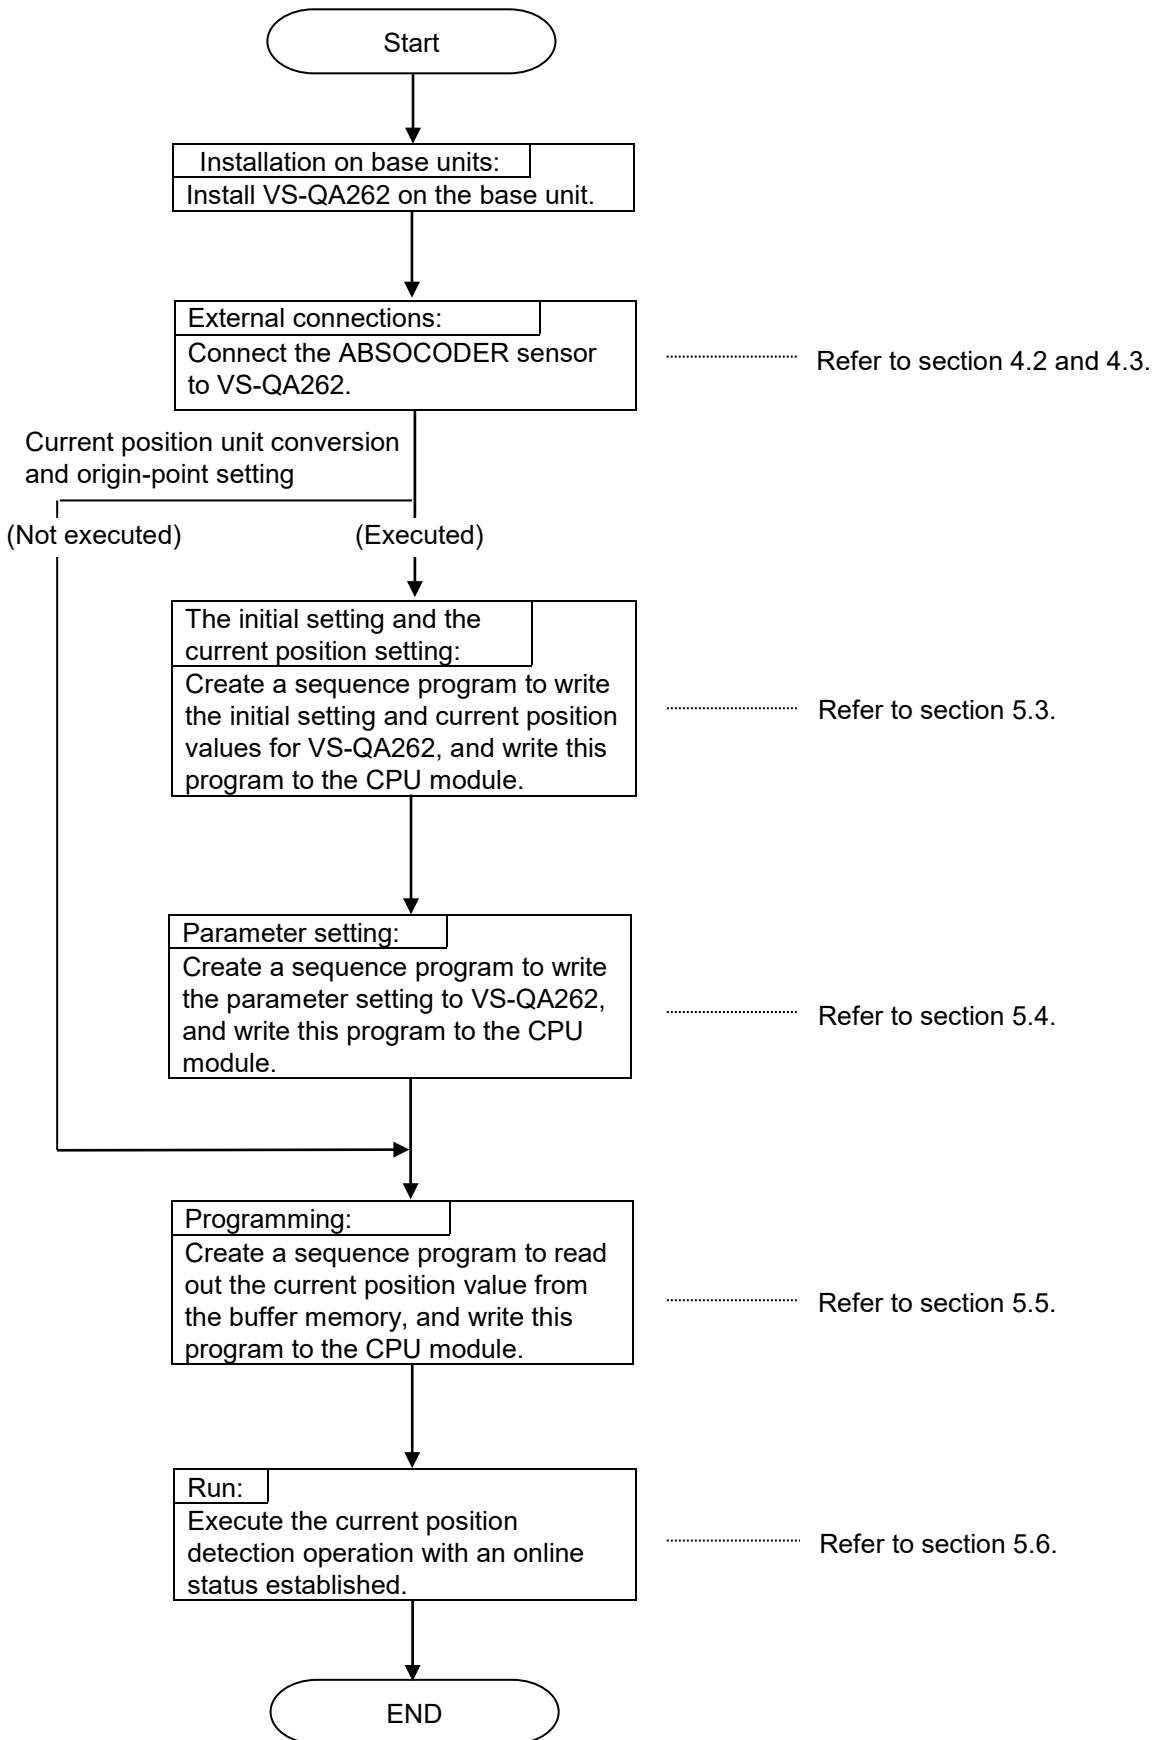 Start
Installation on base units:
Install VS-QA262 on the base unit.
External connections:
Connect the ABSOCODER sensor
to VS-QA262.
Refer to section 4.2 and 4.3.
Current position unit conversion
and origin-point setting
(Not executed)
(Executed)
The initial setting and the
current position setting:
Create a sequence program to write
the initial setting and current position
values for VS-QA262, and write this
program to the CPU module.
Refer to section 5.3.
Parameter setting:
Create a sequence program to write
the parameter setting to VS-QA262,
and write this program to the CPU
module.
Refer to section 5.4.
Programming:
Create a sequence program to read
out the current position value from
the buffer memory, and write this
program to the CPU module.
Refer to section 5.5.
Run:
Execute the current position
detection operation with an online
status established.
Refer to section 5.6.
END